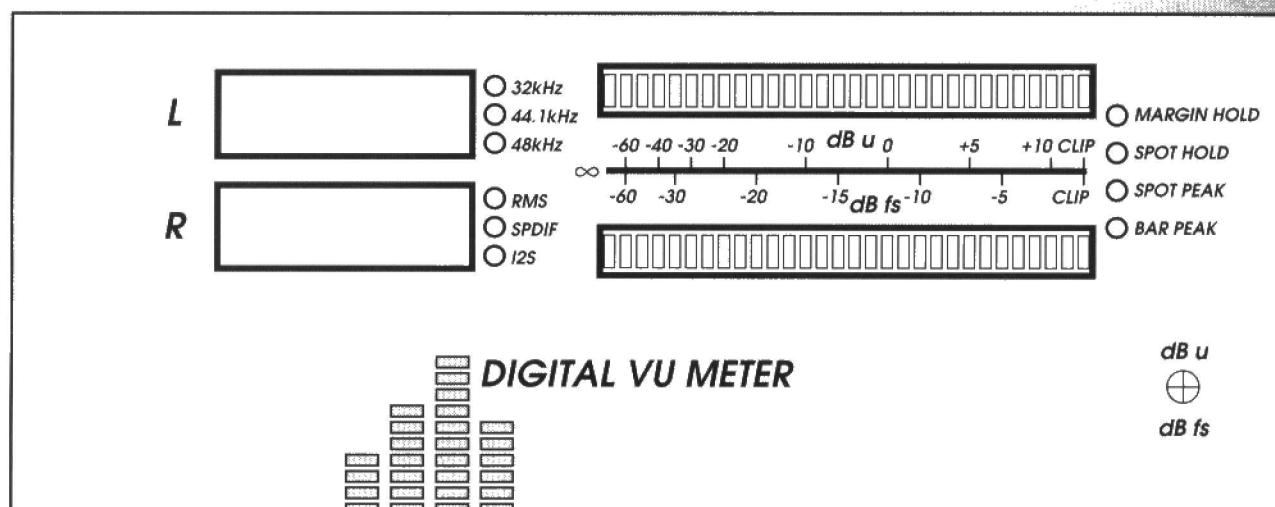 L
32kHz
44.1kHz
48kHz
R
RMS
SPDIF
I2S
-60 -40 -30 -20 -10 dB u 0 +5 +10 CLIP
∞
-60 -30 -20 -15 dB fs -10 -5 CLIP
MARGIN HOLD
SPOT HOLD
SPOT PEAK
BAR PEAK
DIGITAL VU METER
dB u
dB fs